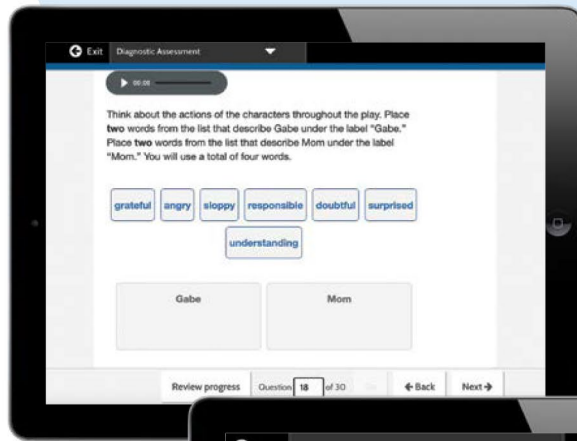 Exit Diagnostic Assessment
00:00
Think about the actions of the characters throughout the play. Place
two words from the list that describe Gabe under the label “Gabe.”
Place two words from the list that describe Mom under the label
“Mom.” You will use a total of four words.
grateful angry sloppy responsible doubtful surprised
understanding
Gabe Mom
Review progress Question 18 of 30 Go Back Next